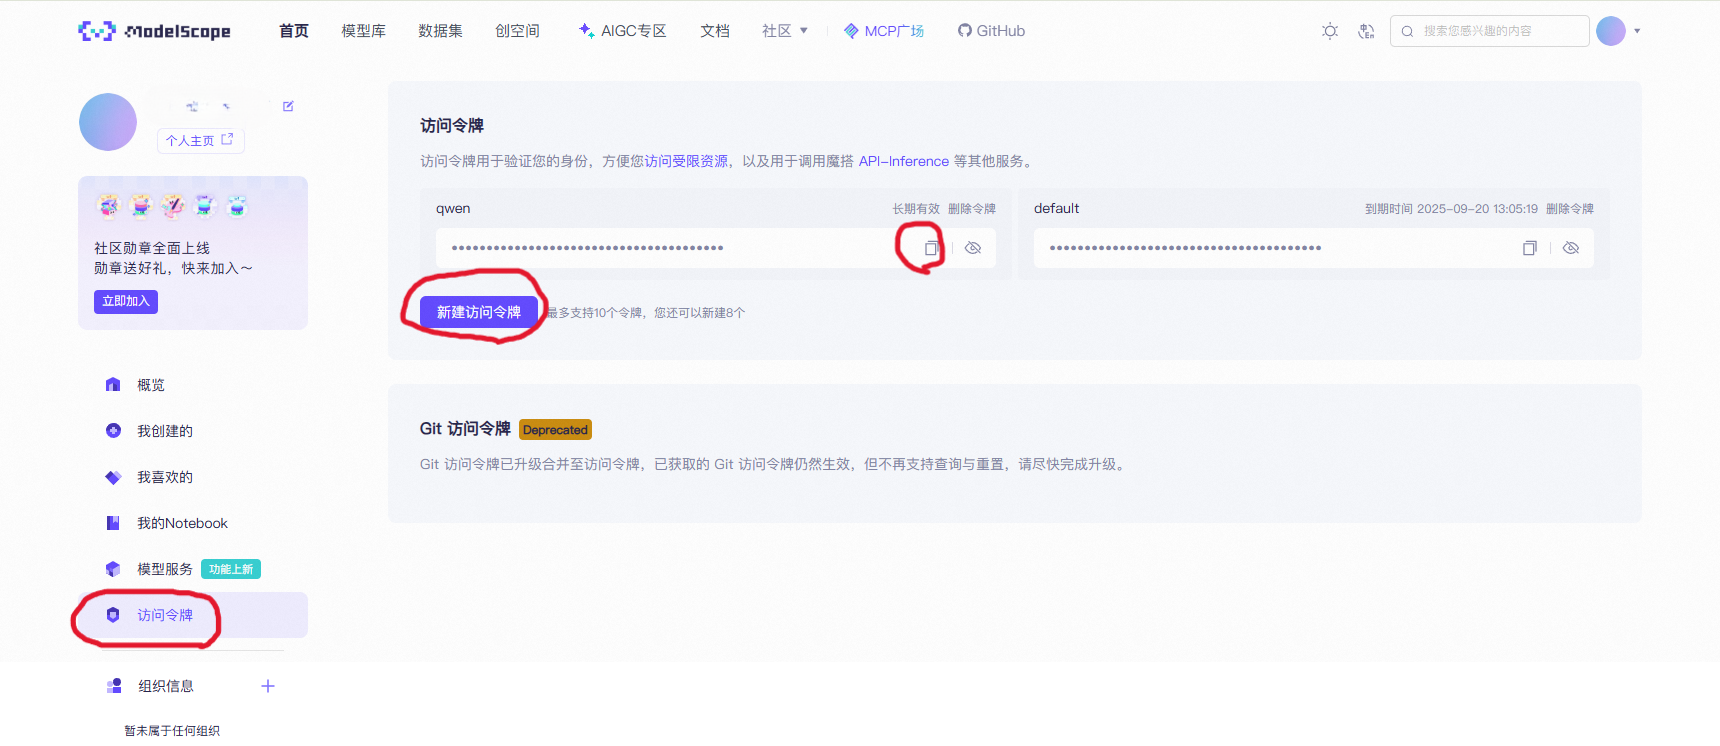 ModelScope 首页 模型库 数据集 创空间 AIGC专区 文档 社区 MCP广场 GitHub 搜索您感兴趣的内容
个人主页
社区勋章全面上线
勋章送好礼，快来加入～
立即加入
概览
我创建的
我喜欢的
我的Notebook
模型服务 功能上新
访问令牌
组织信息
暂未属于任何组织
访问令牌
访问令牌用于验证您的身份，方便您访问受限资源，以及用于调用魔搭 API-Inference 等其他服务。
qwen 长期有效 删除令牌
default 到期时间 2025-09-20 13:05:19 删除令牌
新建访问令牌 最多支持10个令牌，您还可以新建8个
Git 访问令牌 Deprecated
Git 访问令牌已升级合并至访问令牌，已获取的 Git 访问令牌仍然生效，但不再支持查询与重置，请尽快完成升级。